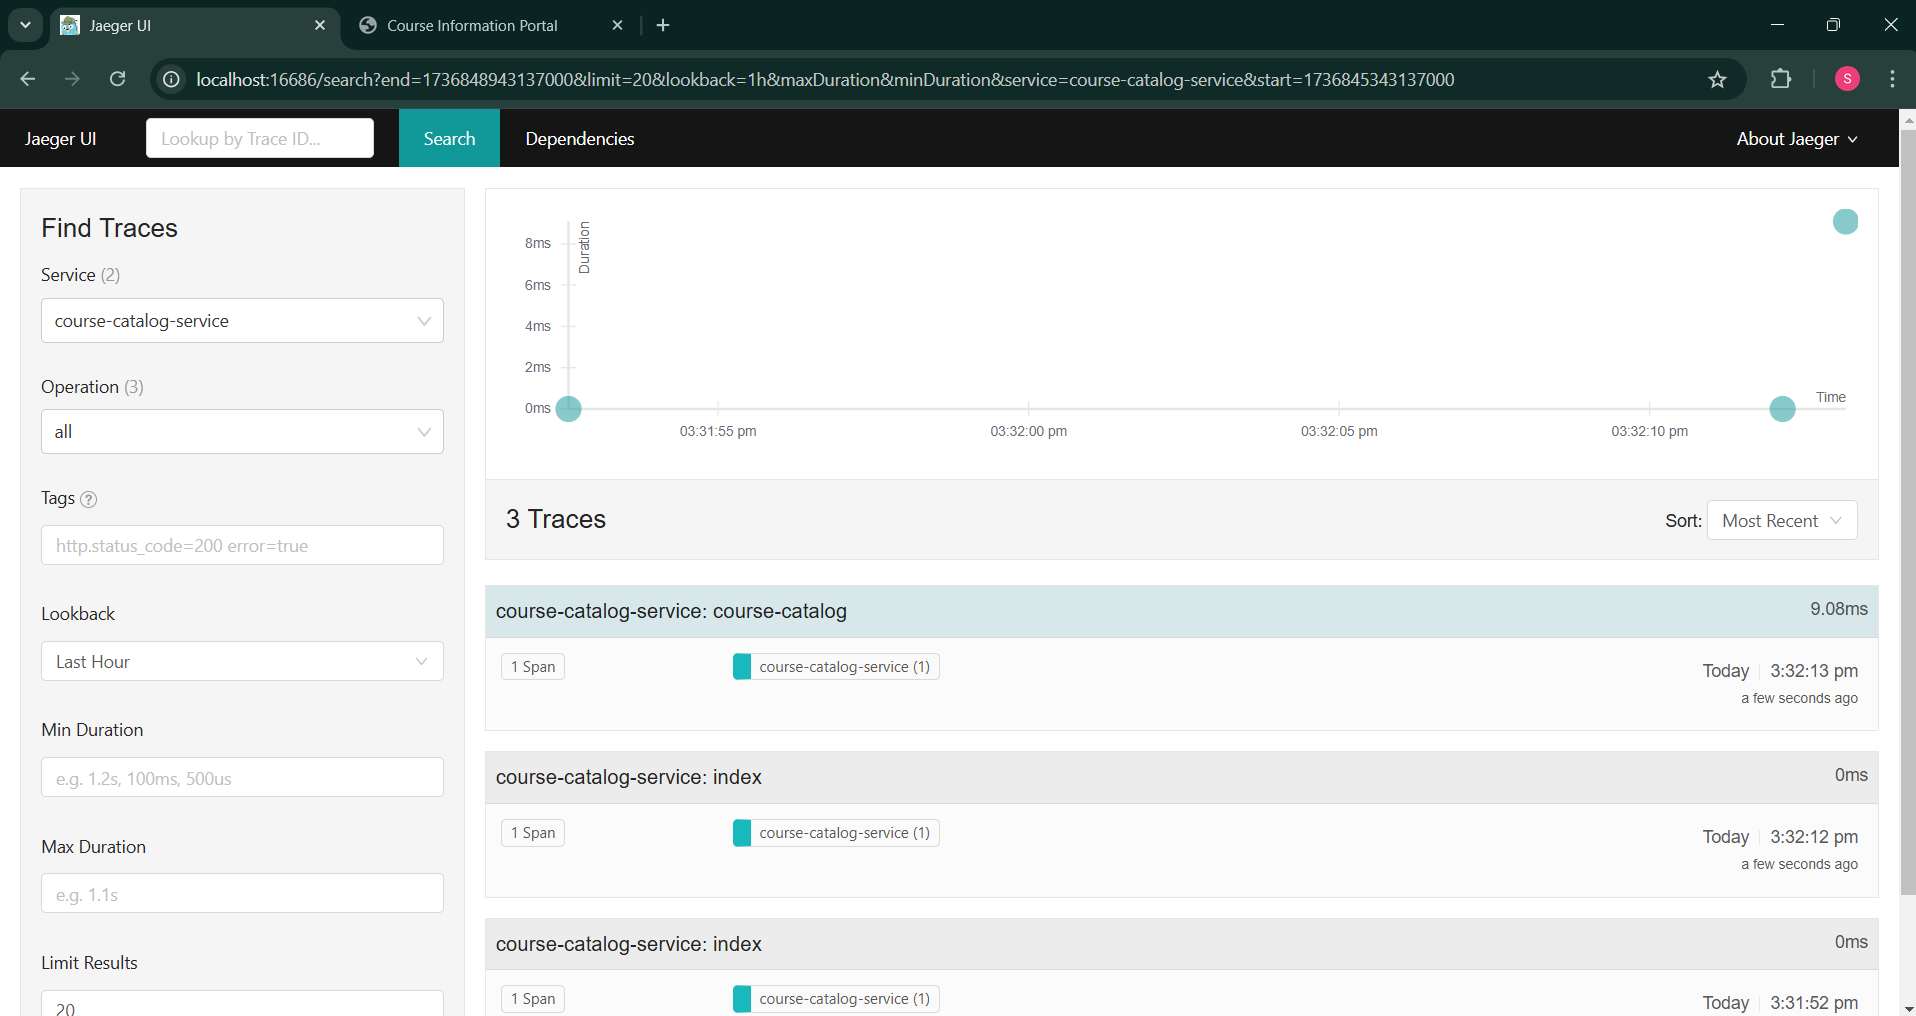 Jaeger UI
Course Information Portal
localhost:16686/search?end=1736848943137000&limit=20&lookback=1h&maxDuration&minDuration&service=course-catalog-service&start=1736845343137000
S
Jaeger UI
Lookup by Trace ID...
Search
Dependencies
About Jaeger
Find Traces
Service (2)
course-catalog-service
Operation (3)
all
Tags ?
http.status_code=200 error=true
Lookback
Last Hour
Min Duration
e.g. 1.2s, 100ms, 500us
Max Duration
e.g. 1.1s
Limit Results
20
Duration
8ms
6ms
4ms
2ms
0ms
Time
03:31:55 pm
03:32:00 pm
03:32:05 pm
03:32:10 pm
3 Traces
Sort: Most Recent
course-catalog-service: course-catalog 9.08ms
1 Span course-catalog-service (1) Today 3:32:13 pm
a few seconds ago
course-catalog-service: index 0ms
1 Span course-catalog-service (1) Today 3:32:12 pm
a few seconds ago
course-catalog-service: index 0ms
1 Span course-catalog-service (1) Today 3:31:52 pm